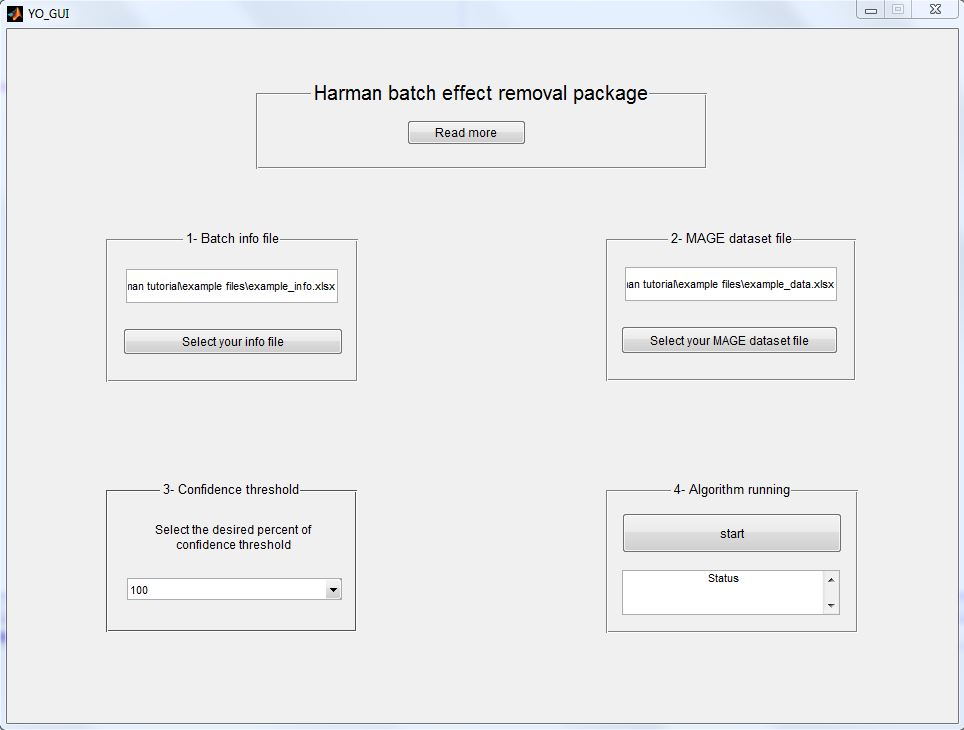 YO_GUI
Harman batch effect removal package
Read more
1- Batch info file
man tutorial\example files\example_info.xlsx
Select your info file
2- MAGE dataset file
an tutorial\example files\example_data.xlsx
Select your MAGE dataset file
3- Confidence threshold
Select the desired percent of
confidence threshold
100
4- Algorithm running
start
Status